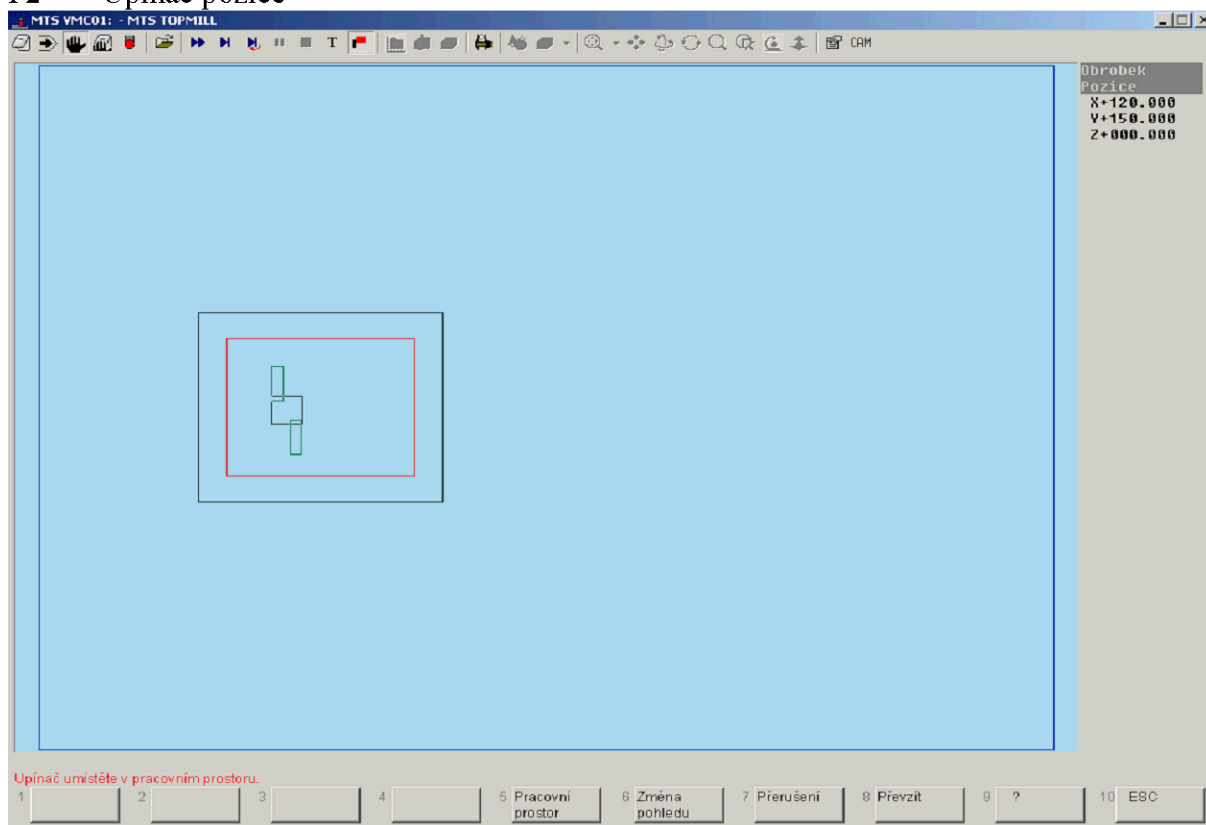 Upínač pozice
MTS VMC01: - MTS TOPMILL
T CAM
Obrobek
Pozice
X+120.000
Y+150.000
Z+000.000
Upínač umístěte v pracovním prostoru.
1 2 3 4 5 Pracovní prostor 6 Změna pohledu 7 Přerušení 8 Převzít 9 ? 10 ESC